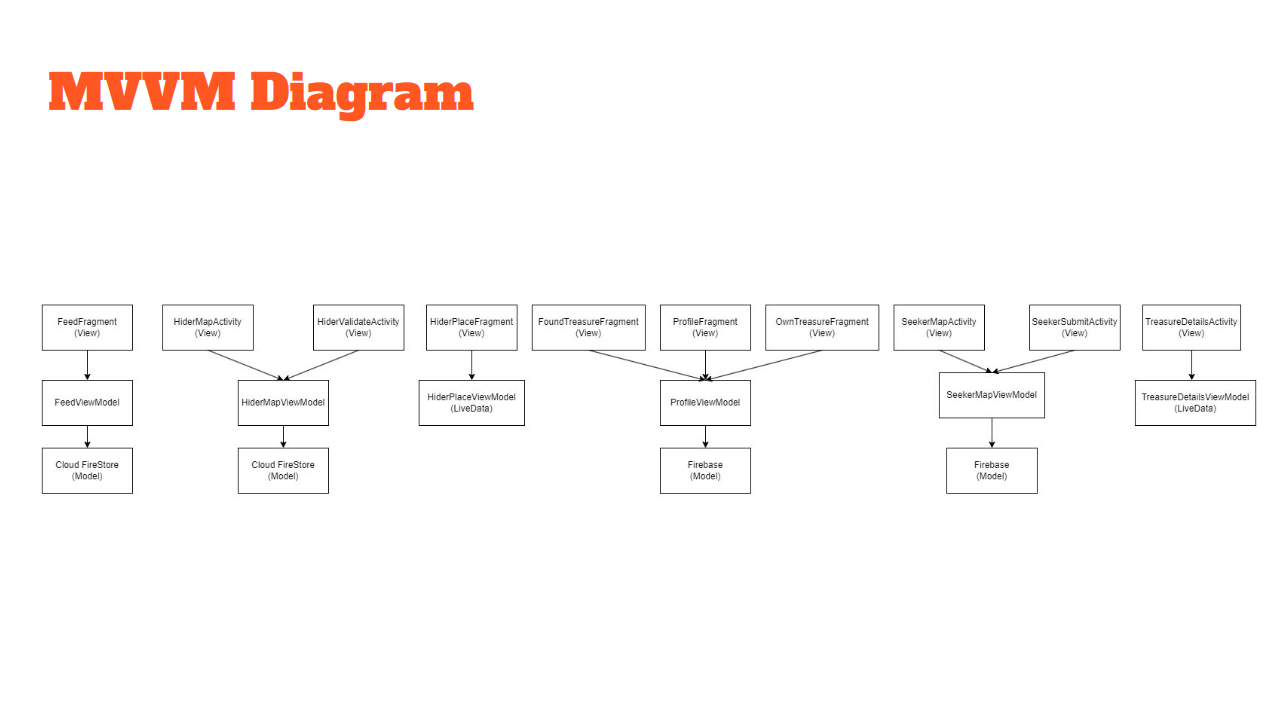 MVVM Diagram
FeedFragment
(View)
HiderMapActivity
(View)
HiderValidateActivity
(View)
HiderPlaceFragment
(View)
FoundTreasureFragment
(View)
ProfileFragment
(View)
OwnTreasureFragment
(View)
SeekerMapActivity
(View)
SeekerSubmitActivity
(View)
TreasureDetailsActivity
(View)
FeedViewModel
HiderMapViewModel
HiderPlaceViewModel
(LiveData)
ProfileViewModel
SeekerMapViewModel
TreasureDetailsViewModel
(LiveData)
Cloud FireStore
(Model)
Cloud FireStore
(Model)
Firebase
(Model)
Firebase
(Model)